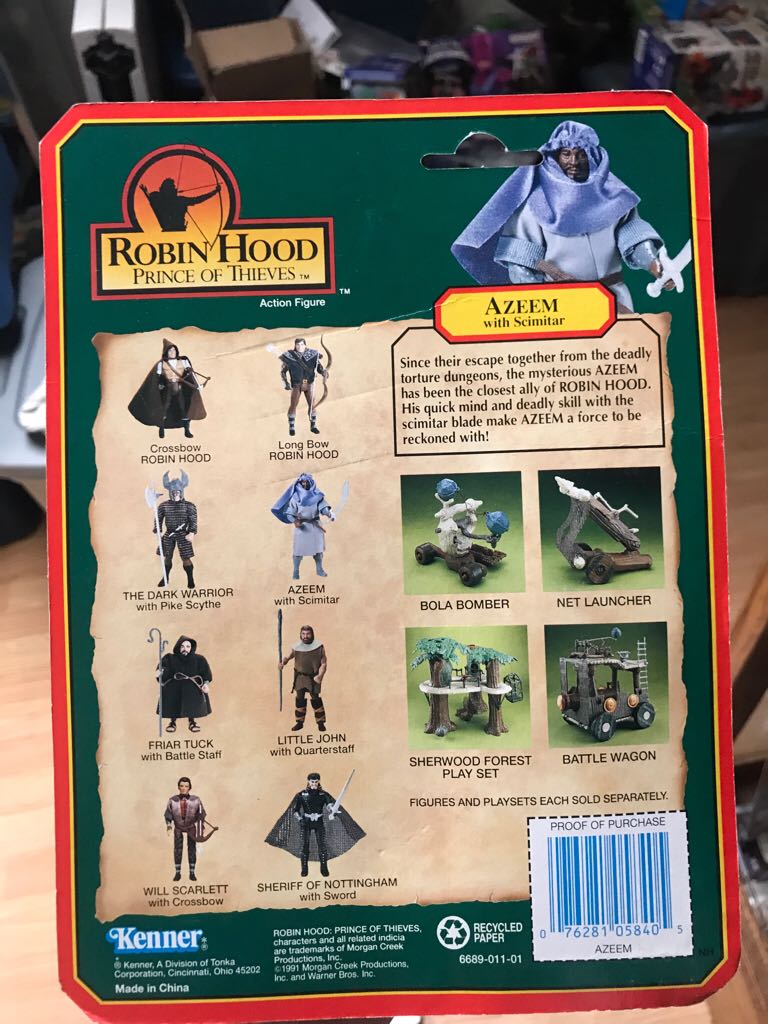 ROBIN HOOD
PRINCE OF THIEVES ™
™
Action Figure
AZEEM
with Scimitar
Since their escape together from the deadly
torture dungeons, the mysterious AZEEM
has been the closest ally of ROBIN HOOD.
His quick mind and deadly skill with the
scimitar blade make AZEEM a force to be
reckoned with!
Crossbow
ROBIN HOOD
Long Bow
ROBIN HOOD
THE DARK WARRIOR
with Pike Scythe
AZEEM
with Scimitar
FRIAR TUCK
with Battle Staff
LITTLE JOHN
with Quarterstaff
WILL SCARLETT
with Crossbow
SHERIFF OF NOTTINGHAM
with Sword
BOLA BOMBER
NET LAUNCHER
SHERWOOD FOREST
PLAY SET
BATTLE WAGON
FIGURES AND PLAYSETS EACH SOLD SEPARATELY.
PROOF OF PURCHASE
0 76281 05840 5
AZEEM
NH
Kenner®
® Kenner, A Division of Tonka
Corporation, Cincinnati, Ohio 45202
Made in China
ROBIN HOOD: PRINCE OF THIEVES,
characters and all related indicia
are trademarks of Morgan Creek
Productions, Inc.
©1991 Morgan Creek Productions,
Inc. and Warner Bros. Inc.
RECYCLED
PAPER
6689-011-01